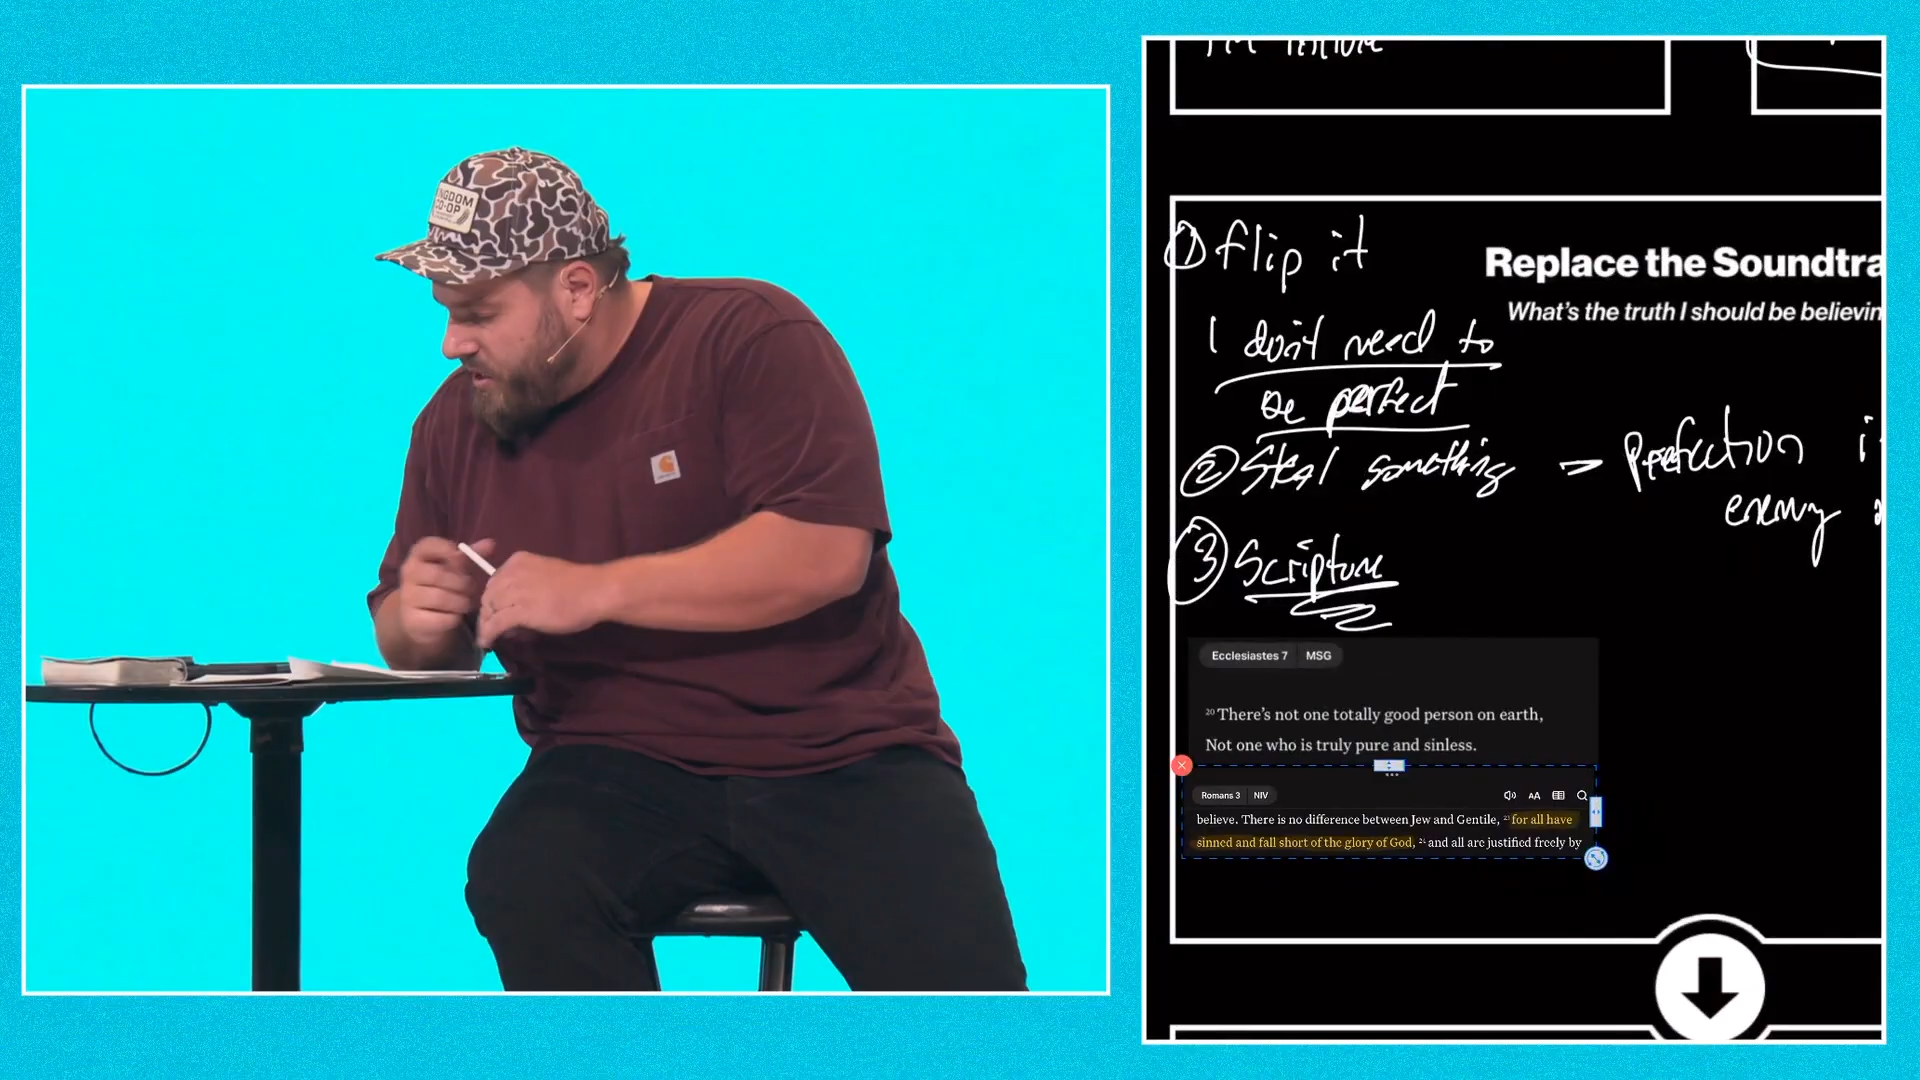 NGDOM
CO-OP
① flip it
Replace the Soundtra
What's the truth I should be believin
I don't need to
be perfect
② Steal something - Perfection i
enemy
③ Scripture
Ecclesiastes 7 MSG
20 There's not one totally good person on earth,
Not one who is truly pure and sinless.
Romans 3 NIV
AA
believe. There is no difference between Jew and Gentile, 23 for all have
sinned and fall short of the glory of God, 24 and all are justified freely by